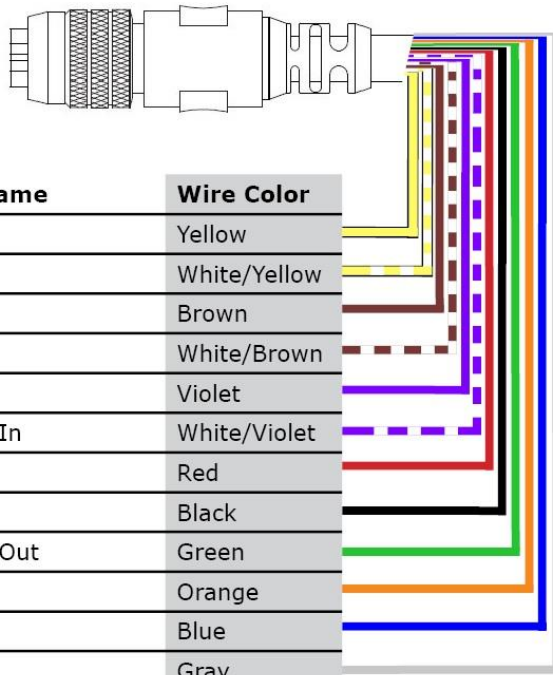 ame Wire Color
Yellow
White/Yellow
Brown
White/Brown
Violet
In White/Violet
Red
Black
Out Green
Orange
Blue
Gray